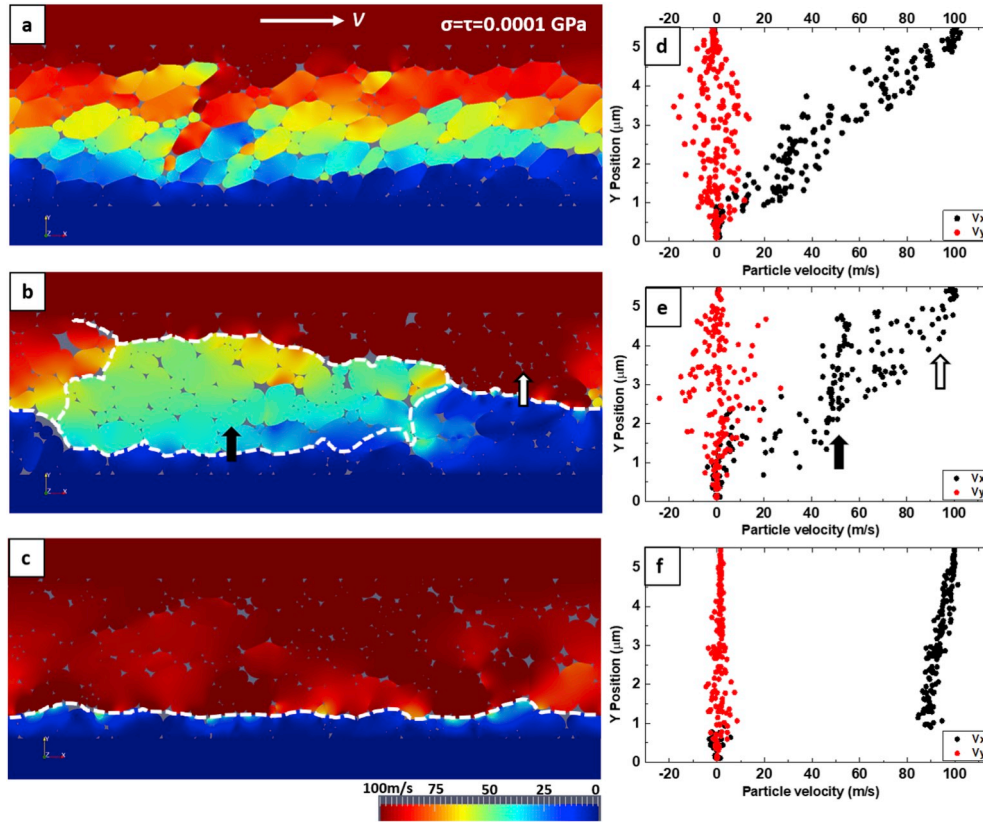 a
V
σ=τ=0.0001 GPa
Y
Z
X
b
Y
Z
X
c
Y
Z
X
100m/s 75 50 25 0
d
5
4
3
2
1
0
Y Position (μm)
-20 0 20 40 60 80 100
Particle velocity (m/s)
Vx
Vy
e
5
4
3
2
1
0
Y Position (μm)
-20 0 20 40 60 80 100
Particle velocity (m/s)
Vx
Vy
f
5
4
3
2
1
0
Y Position (μm)
-20 0 20 40 60 80 100
Particle velocity (m/s)
Vx
Vy